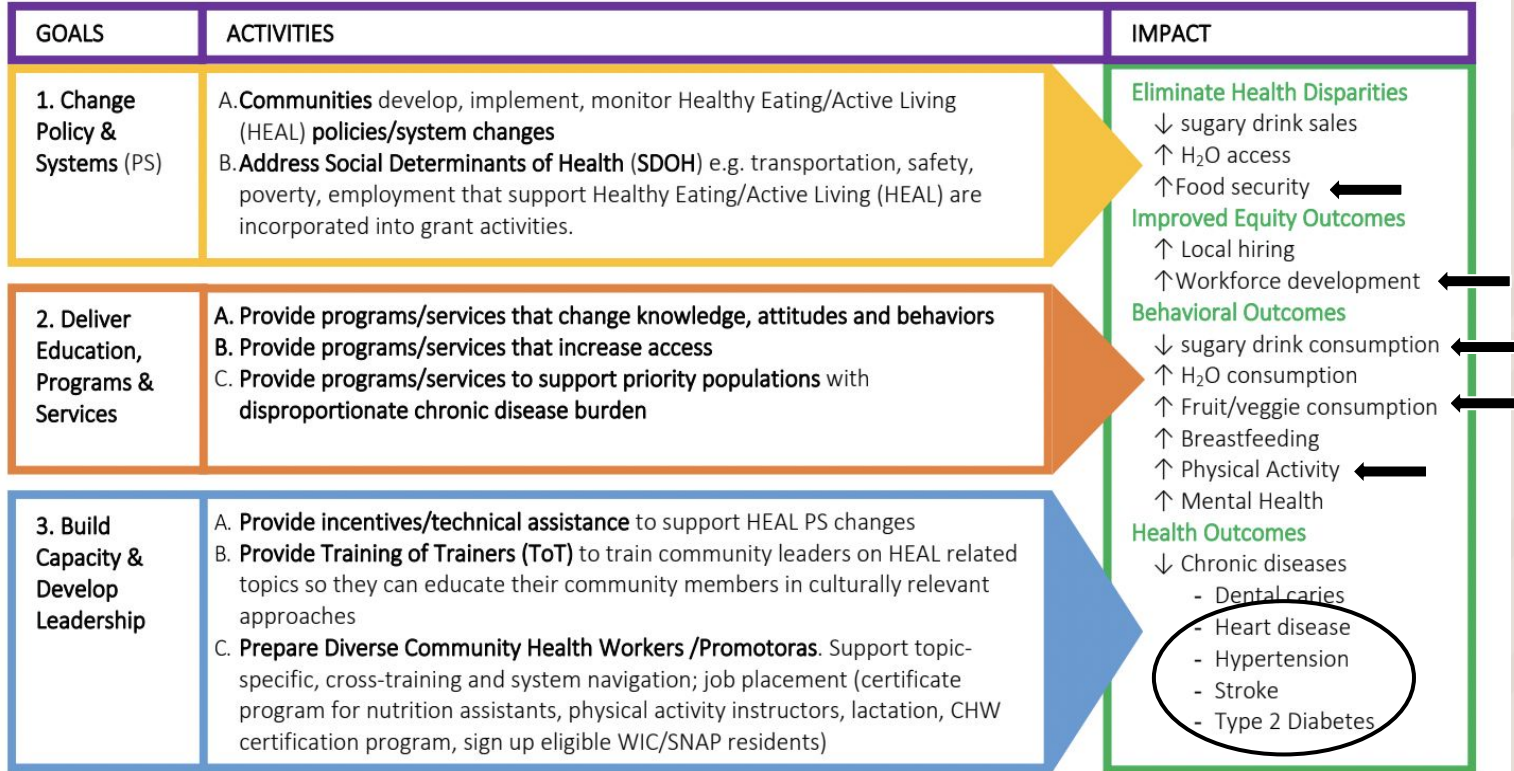 GOALS
ACTIVITIES
IMPACT
1. Change
Policy &
Systems (PS)
A.Communities develop, implement, monitor Healthy Eating/Active Living
(HEAL) policies/system changes
B.Address Social Determinants of Health (SDOH) e.g. transportation, safety,
poverty, employment that support Healthy Eating/Active Living (HEAL) are
incorporated into grant activities.
2. Deliver
Education,
Programs &
Services
A. Provide programs/services that change knowledge, attitudes and behaviors
B. Provide programs/services that increase access
C. Provide programs/services to support priority populations with
disproportionate chronic disease burden
3. Build
Capacity &
Develop
Leadership
A. Provide incentives/technical assistance to support HEAL PS changes
B. Provide Training of Trainers (ToT) to train community leaders on HEAL related
topics so they can educate their community members in culturally relevant
approaches
C. Prepare Diverse Community Health Workers /Promotoras. Support topic-
specific, cross-training and system navigation; job placement (certificate
program for nutrition assistants, physical activity instructors, lactation, CHW
certification program, sign up eligible WIC/SNAP residents)
Eliminate Health Disparities
↓ sugary drink sales
↑ H₂O access
↑Food security
Improved Equity Outcomes
↑ Local hiring
↑Workforce development
Behavioral Outcomes
↓ sugary drink consumption
↑ H₂O consumption
↑ Fruit/veggie consumption
↑ Breastfeeding
↑ Physical Activity
↑ Mental Health
Health Outcomes
↓ Chronic diseases
- Dental caries
- Heart disease
- Hypertension
- Stroke
- Type 2 Diabetes